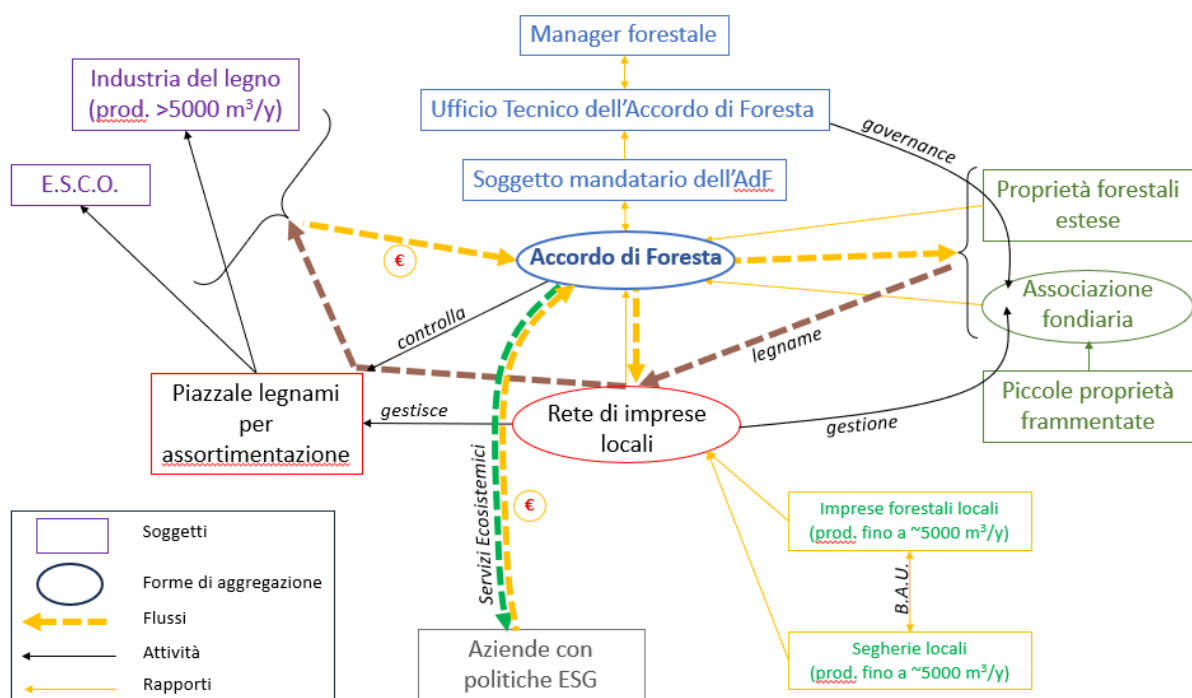 Manager forestale
Industria del legno
(prod. >5000 m³/y)
Ufficio Tecnico dell'Accordo di Foresta
governance
E.S.C.O.
Soggetto mandatario dell'AdF
Proprietà forestali
estese
€
Accordo di Foresta
Associazione
fondiaria
controlla
legname
Piazzale legnami
per
assortimentazione
gestisce
Rete di imprese
locali
gestione
Piccole proprietà
frammentate
Servizi Ecosistemici
€
Imprese forestali locali
(prod. fino a ~5000 m³/y)
B.A.U.
Segherie locali
(prod. fino a ~5000 m³/y)
Aziende con
politiche ESG
Soggetti
Forme di aggregazione
Flussi
Attività
Rapporti